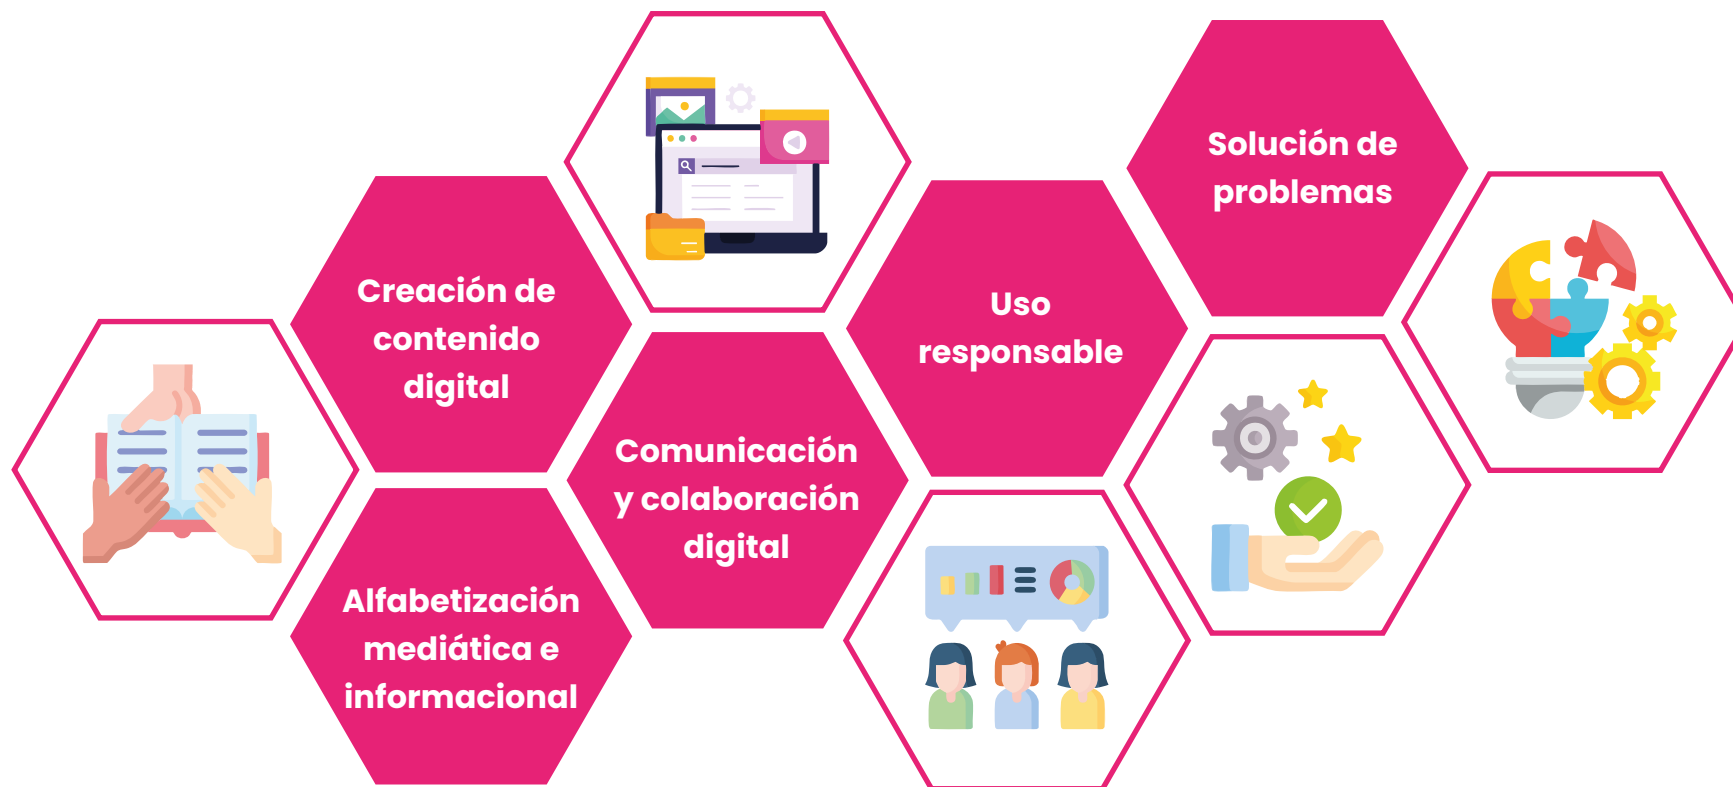 Creación de
contenido
digital
Alfabetización
mediática e
informacional
Comunicación
y colaboración
digital
Uso
responsable
Solución de
problemas